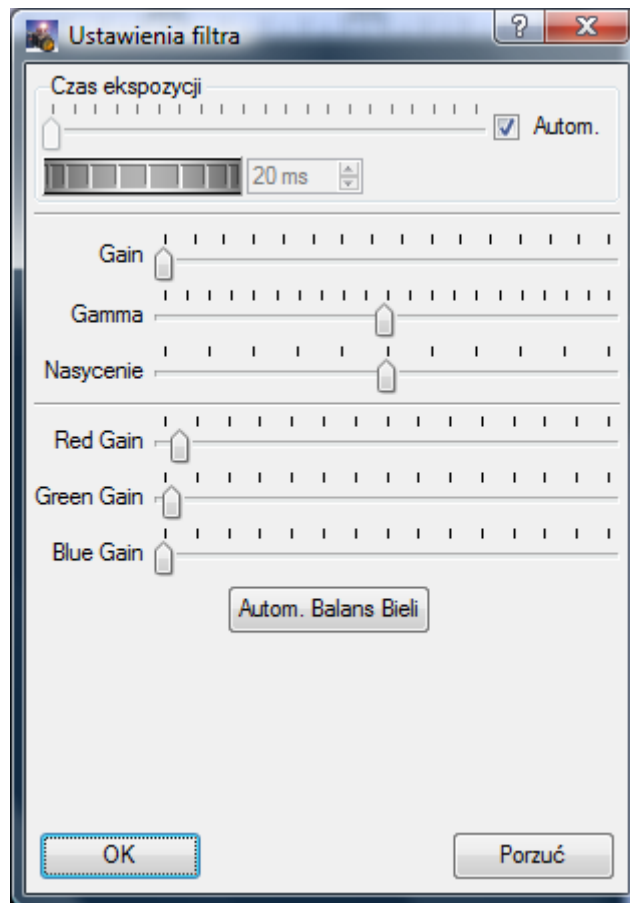 Ustawienia filtra
Czas ekspozycji
Autom.
20 ms
Gain
Gamma
Nasycenie
Red Gain
Green Gain
Blue Gain
Autom. Balans Bieli
OK
Porzuć